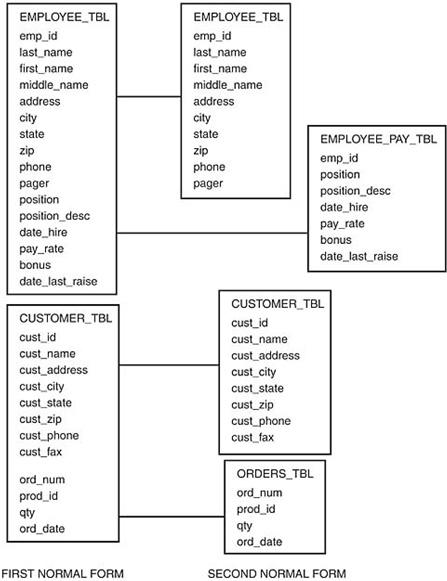 EMPLOYEE_TBL
emp_id
last_name
first_name
middle_name
address
city
state
zip
phone
pager
position
position_desc
date_hire
pay_rate
bonus
date_last_raise
EMPLOYEE_TBL
emp_id
last_name
first_name
middle_name
address
city
state
zip
phone
pager
EMPLOYEE_PAY_TBL
emp_id
position
position_desc
date_hire
pay_rate
bonus
date_last_raise
CUSTOMER_TBL
cust_id
cust_name
cust_address
cust_city
cust_state
cust_zip
cust_phone
cust_fax
ord_num
prod_id
qty
ord_date
CUSTOMER_TBL
cust_id
cust_name
cust_address
cust_city
cust_state
cust_zip
cust_phone
cust_fax
ORDERS_TBL
ord_num
prod_id
qty
ord_date
FIRST NORMAL FORM
SECOND NORMAL FORM